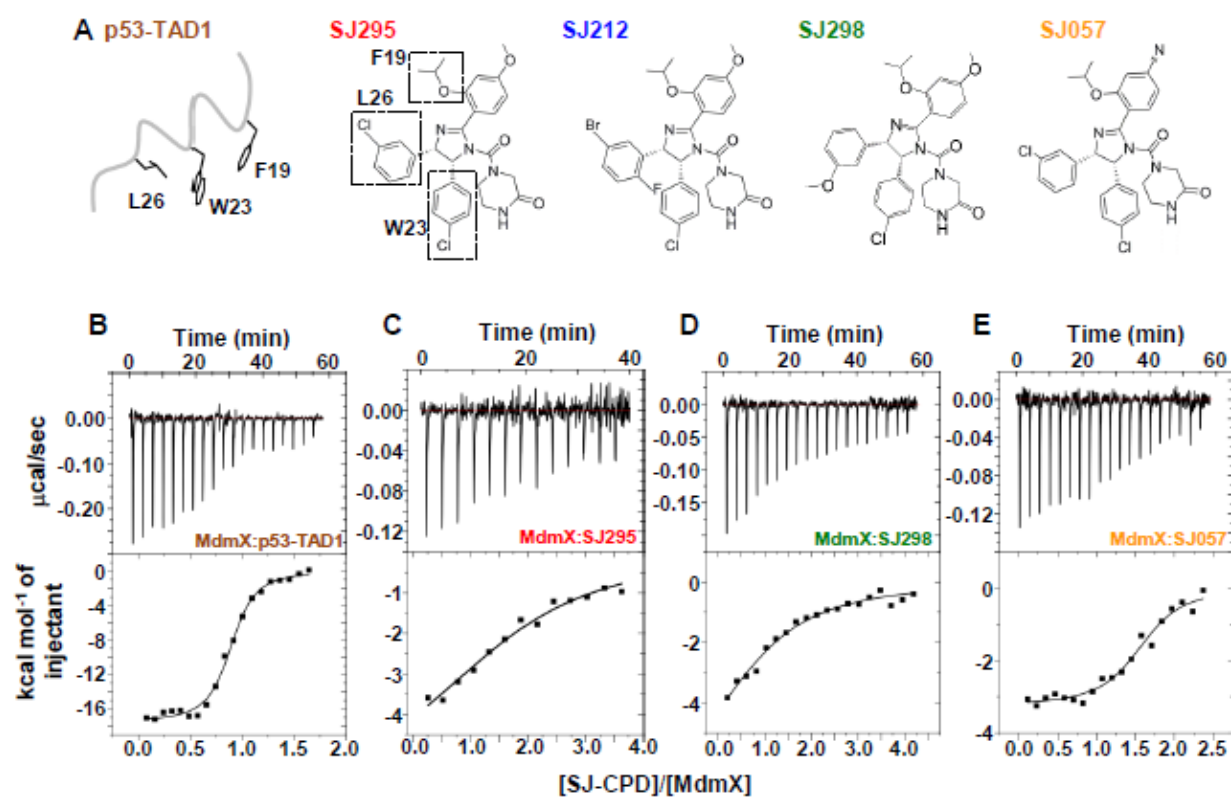 A p53-TAD1 SJ295 SJ212 SJ298 SJ057
F19
L26
W23
L26
W23
F19
O
O
Cl
N
N
O
N
N
H
O
Cl
O
O
Br
N
N
O
F
N
N
H
O
Cl
O
O
N
N
O
O
N
N
H
O
Cl
N
O
N
N
O
Cl
N
N
H
O
Cl
B C D E
Time (min) Time (min) Time (min) Time (min)
0 20 40 60 0 20 40 0 20 40 60 0 20 40 60
μcal/sec
0.00
-0.10
-0.20
MdmX:p53-TAD1
0.00
-0.04
-0.08
-0.12
MdmX:SJ295
0.00
-0.05
-0.10
-0.15
MdmX:SJ298
0.00
-0.04
-0.08
-0.12
MdmX:SJ057
kcal mol⁻¹ of
injectant
0
-4
-8
-12
-16
0.0 0.5 1.0 1.5 2.0
-1
-2
-3
-4
0.0 1.0 2.0 3.0 4.0
0
-2
-4
0.0 1.0 2.0 3.0 4.0
0
-2
-4
0.0 0.5 1.0 1.5 2.0 2.5
[SJ-CPD]/[MdmX]